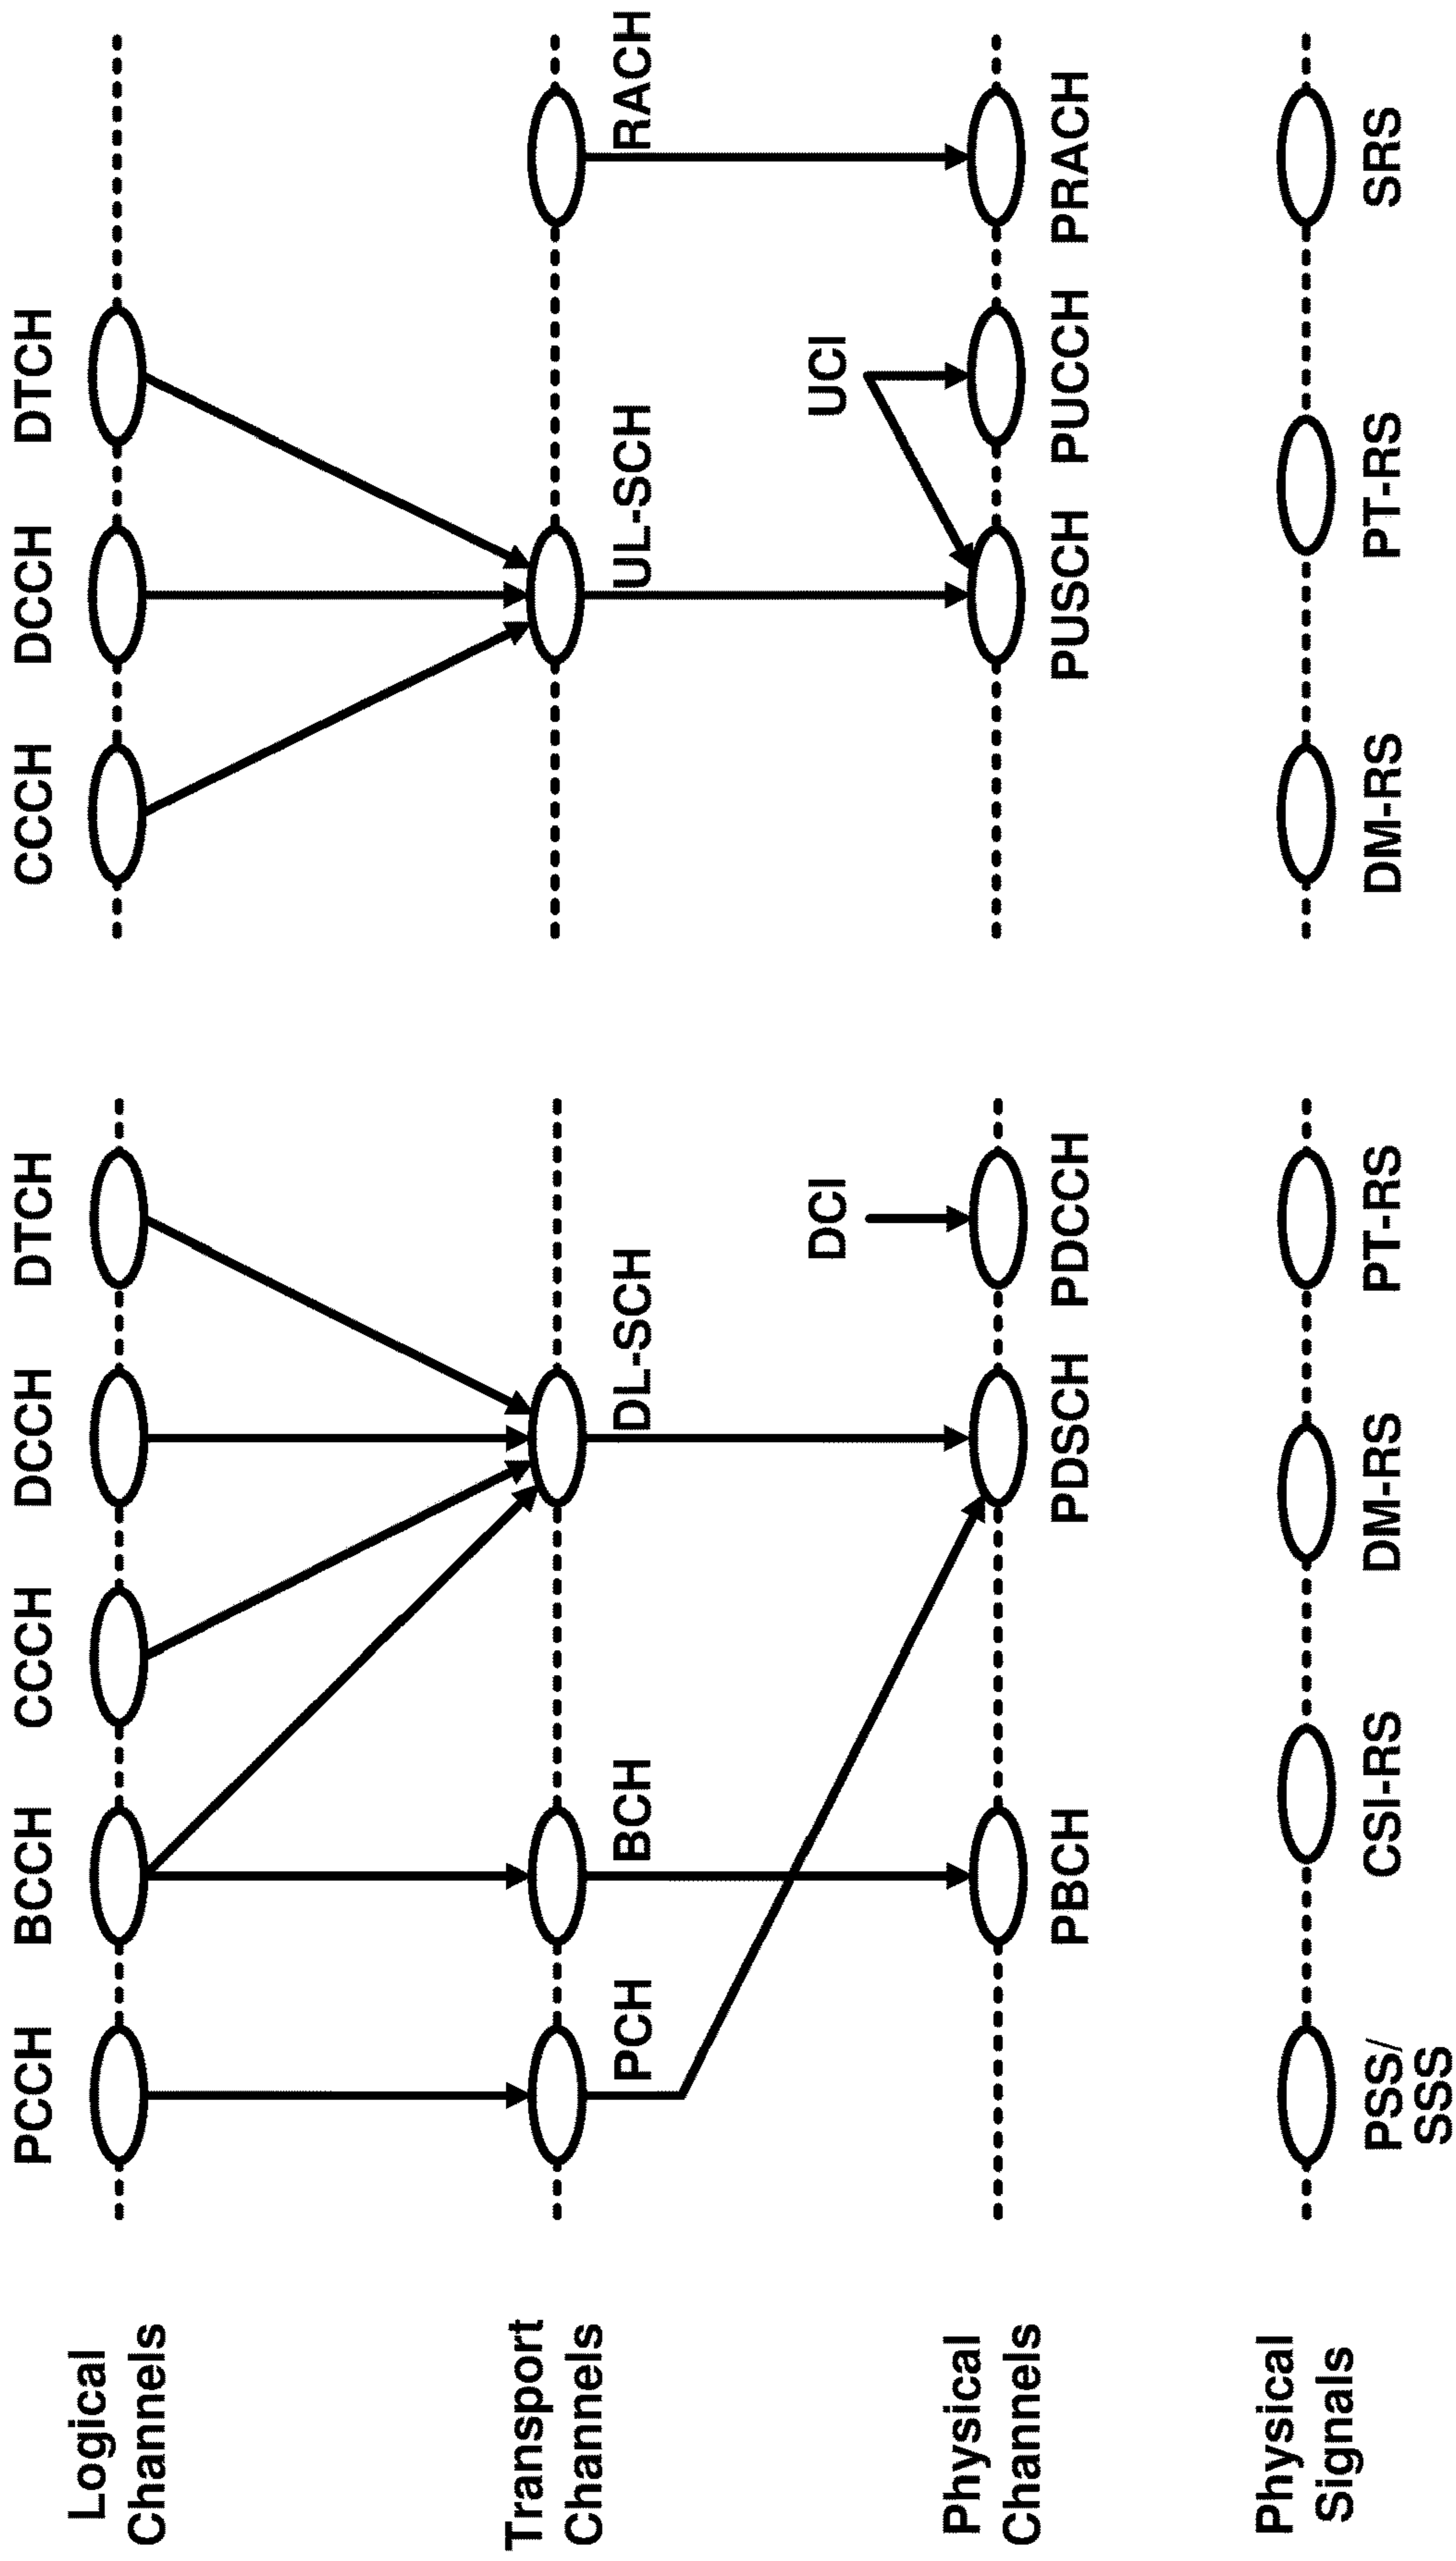 PCCH
BCCH
CCCH
DCCH
DTCH
CCCH
DCCH
DTCH
Logical
Channels
Transport
Channels
PCH
BCH
DL-SCH
UL-SCH
RACH
DCI
UCI
Physical
Channels
PBCH
PDSCH
PDCCH
PUSCH
PUCCH
PRACH
Physical
Signals
PSS/
SSS
CSI-RS
DM-RS
PT-RS
DM-RS
PT-RS
SRS